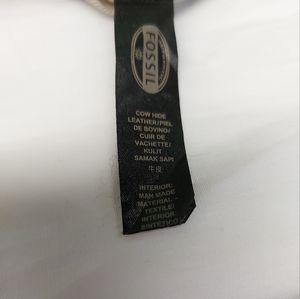 FOSSIL
COW HIDE
LEATHER/PIEL
DE BOVINO/
CUIR DE
VACHETTE/
KULIT
SAMAK SAPI
牛皮
INTERIOR:
MAN MADE
MATERIAL -
TEXTILE/
INTERIOR:
SINTETICO